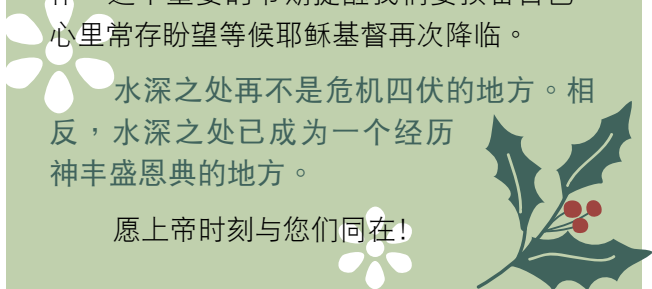 心里常存盼望等候耶稣基督再次降临。
水深之处再不是危机四伏的地方。相
反，水深之处已成为一个经历
神丰盛恩典的地方。
愿上帝时刻与您们同在!